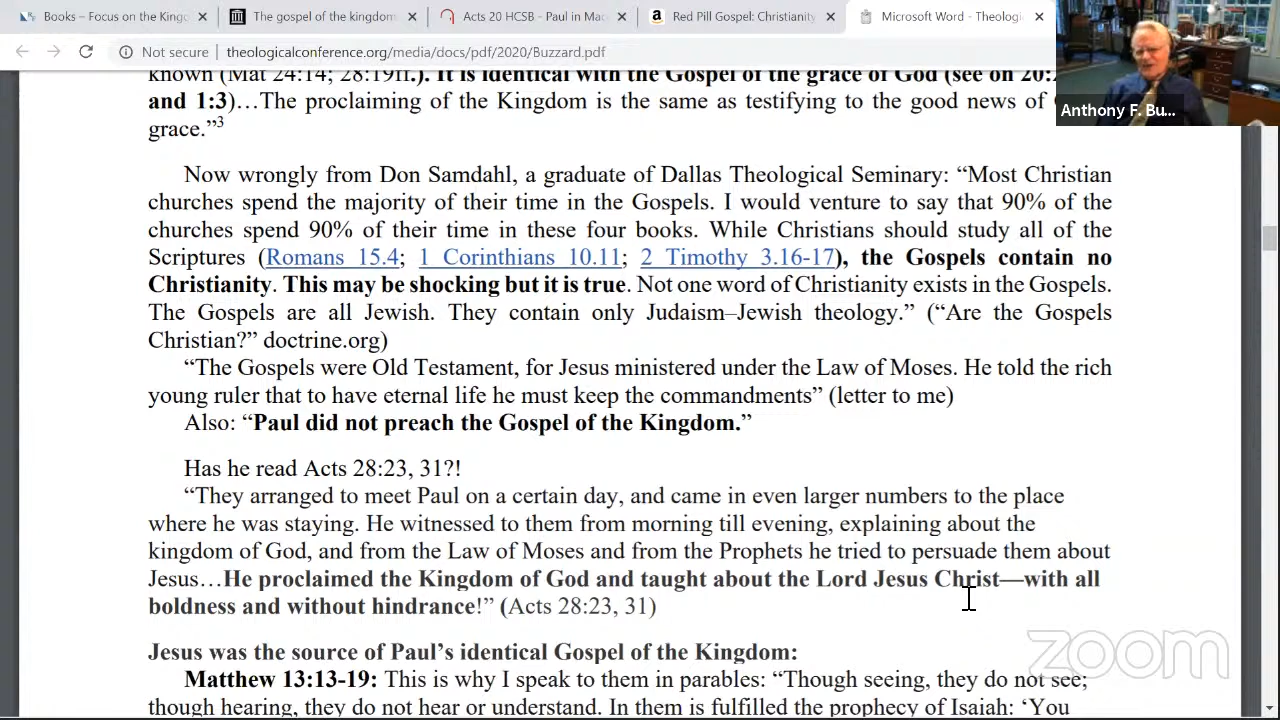 Books – Focus on the Kingd
The gospel of the kingdom
Acts 20 HCSB - Paul in Mace
Red Pill Gospel: Christianity
Microsoft Word - Theologi
Not secure | theologicalconference.org/media/docs/pdf/2020/Buzzard.pdf
known (Mat 24:14; 28:19ff.). It is identical with the Gospel of the grace of God (see on 20:2
and 1:3)…The proclaiming of the Kingdom is the same as testifying to the good news of
grace.”3
Anthony F. Bu...
Now wrongly from Don Samdahl, a graduate of Dallas Theological Seminary: “Most Christian
churches spend the majority of their time in the Gospels. I would venture to say that 90% of the
churches spend 90% of their time in these four books. While Christians should study all of the
Scriptures (Romans 15.4; 1 Corinthians 10.11; 2 Timothy 3.16-17), the Gospels contain no
Christianity. This may be shocking but it is true. Not one word of Christianity exists in the Gospels.
The Gospels are all Jewish. They contain only Judaism–Jewish theology.” (“Are the Gospels
Christian?” doctrine.org)
“The Gospels were Old Testament, for Jesus ministered under the Law of Moses. He told the rich
young ruler that to have eternal life he must keep the commandments” (letter to me)
Also: “Paul did not preach the Gospel of the Kingdom.”
Has he read Acts 28:23, 31?!
“They arranged to meet Paul on a certain day, and came in even larger numbers to the place
where he was staying. He witnessed to them from morning till evening, explaining about the
kingdom of God, and from the Law of Moses and from the Prophets he tried to persuade them about
Jesus…He proclaimed the Kingdom of God and taught about the Lord Jesus Christ—with all
boldness and without hindrance!” (Acts 28:23, 31)
Jesus was the source of Paul’s identical Gospel of the Kingdom:
Matthew 13:13-19: This is why I speak to them in parables: “Though seeing, they do not see;
though hearing, they do not hear or understand. In them is fulfilled the prophecy of Isaiah: ‘You
zoom